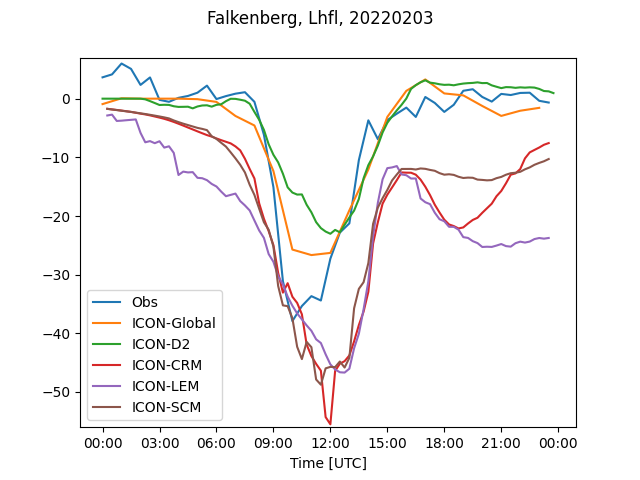 Falkenberg, Lhfl, 20220203
0
−10
−20
−30
−40
−50
Obs
ICON-Global
ICON-D2
ICON-CRM
ICON-LEM
ICON-SCM
00:00 03:00 06:00 09:00 12:00 15:00 18:00 21:00 00:00
Time [UTC]